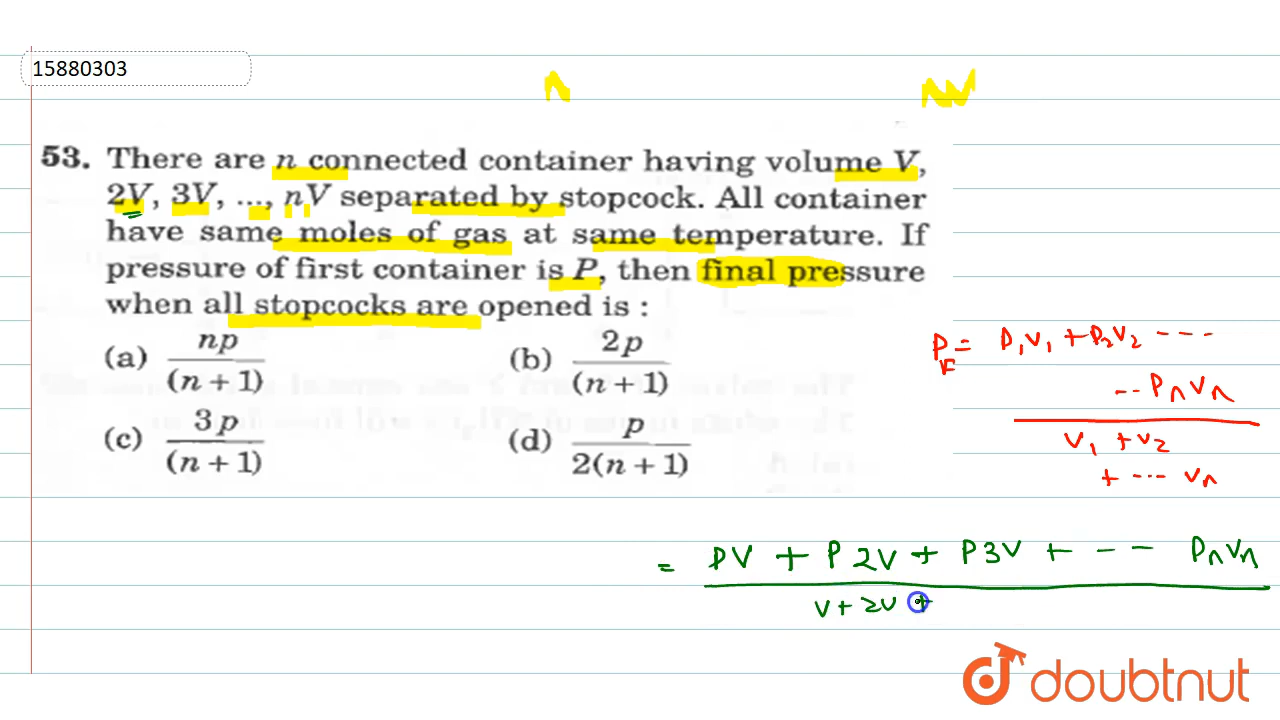 15880303
n
nV
53. There are n connected container having volume V,
2V, 3V, ..., nV separated by stopcock. All container
have same moles of gas at same temperature. If
pressure of first container is P, then final pressure
when all stopcocks are opened is :
(a) np/(n+1) (b) 2p/(n+1)
(c) 3p/(n+1) (d) p/2(n+1)
PF = P1V1 + P2V2 ----
-- PnVn
V1 + V2
+ --- Vn
= PV + P 2V + P3V + - - - PnVn
V + 2V +
doubtnut